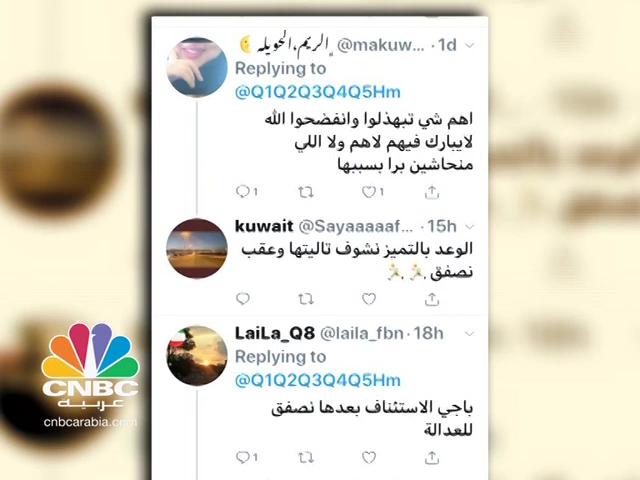 الريم،الحويله @makuw... · 1d
Replying to
@Q1Q2Q3Q4Q5Hm
اهم شي تبهذلوا وانفضحوا الله
لايبارك فيهم لاهم ولا اللي
منحاشين برا بسببها
1 1
kuwait @Sayaaaaaf... · 15h
الوعد بالتميز نشوف تاليتها وعقب
نصفق
LaiLa_Q8 @laila_fbn · 18h
Replying to
@Q1Q2Q3Q4Q5Hm
باجي الاستئناف بعدها نصفق
للعدالة
1
CNBC
عربية
cnbcarabia.com